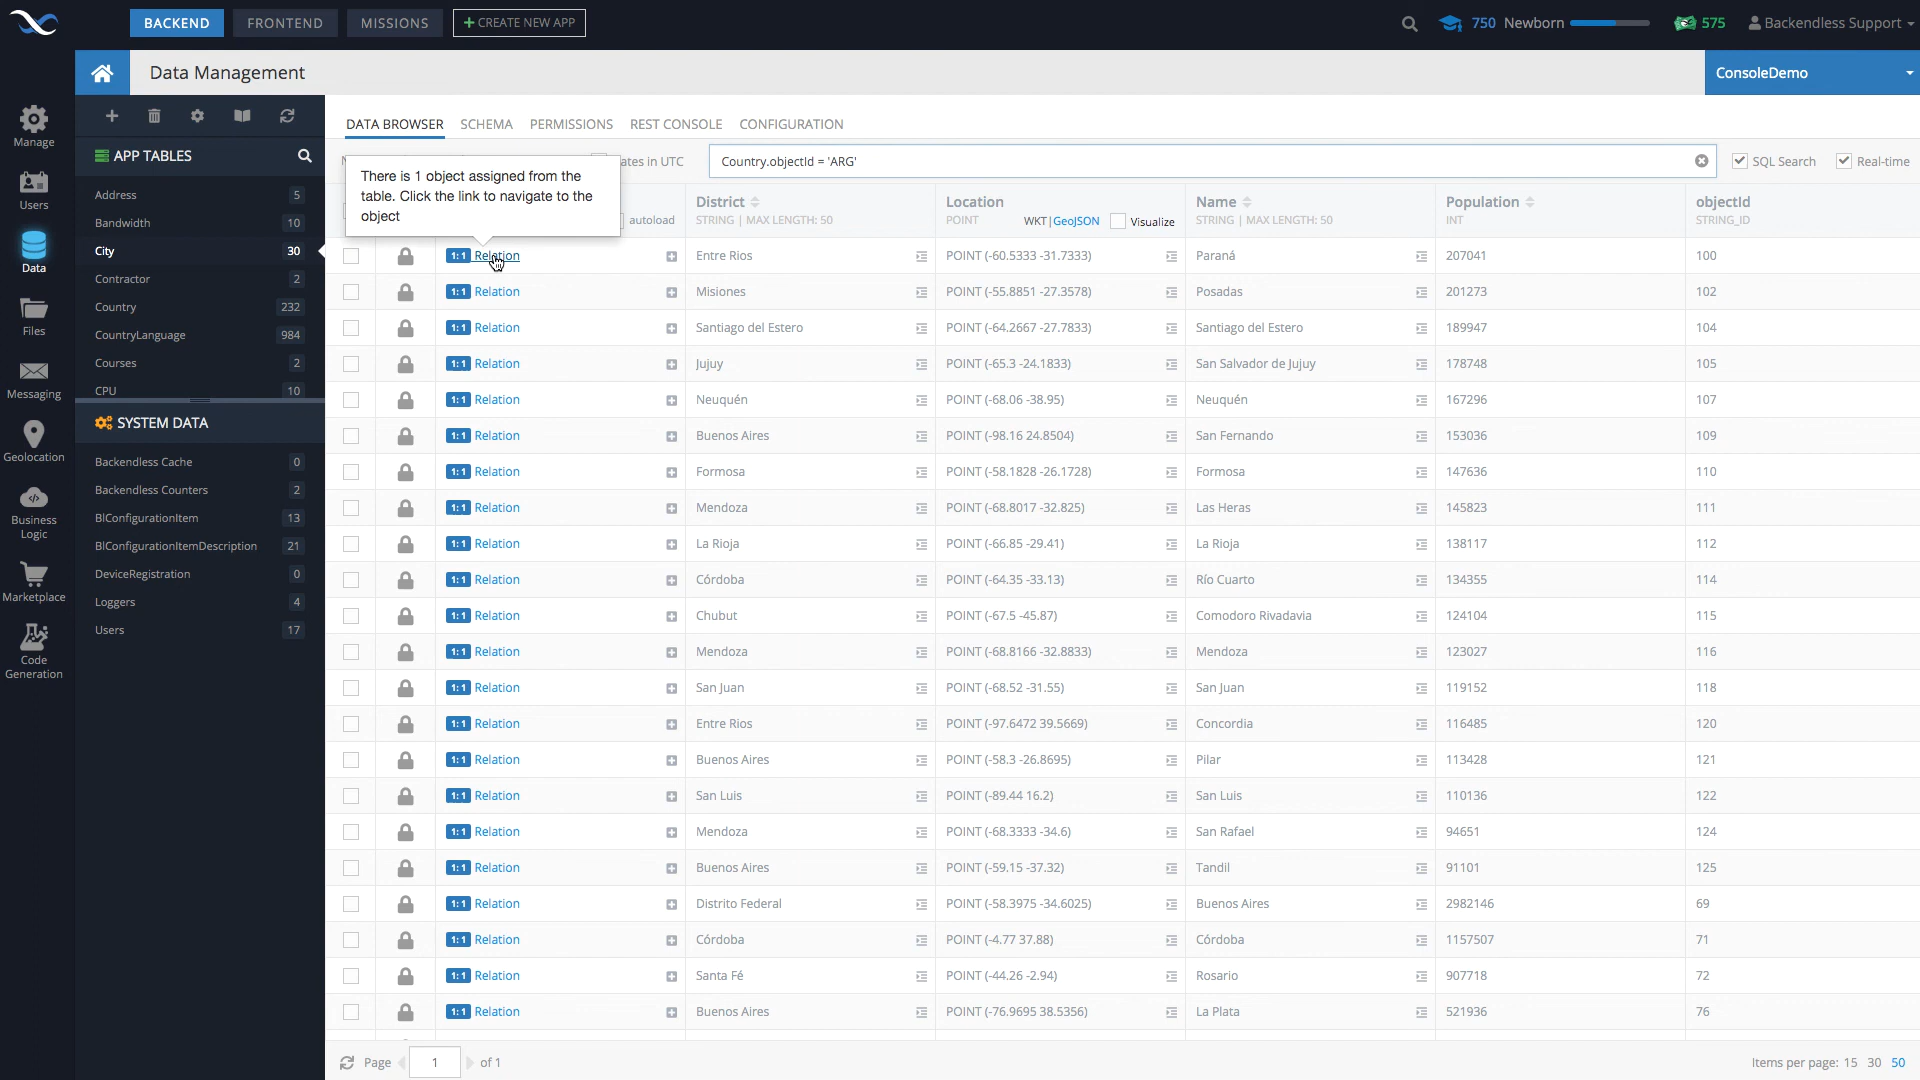 BACKEND FRONTEND MISSIONS + CREATE NEW APP 750 Newborn 575 Backendless Support
Data Management ConsoleDemo
Manage
Users
Data
Files
Messaging
Geolocation
Business
Logic
Marketplace
Code
Generation
APP TABLES
Address 5
Bandwidth 10
City 30
Contractor 2
Country 232
CountryLanguage 984
Courses 2
CPU 10
SYSTEM DATA
Backendless Cache 0
Backendless Counters 2
BlConfigurationItem 13
BlConfigurationItemDescription 21
DeviceRegistration 0
Loggers 4
Users 17
DATA BROWSER SCHEMA PERMISSIONS REST CONSOLE CONFIGURATION
in UTC Country.objectId = 'ARG' SQL Search Real-time
There is 1 object assigned from the
table. Click the link to navigate to the
object
autoload
District Location Name Population objectId
STRING | MAX LENGTH: 50 POINT WKT|GeoJSON Visualize STRING | MAX LENGTH: 50 INT STRING_ID
1:1 Relation Entre Rios POINT (-60.5333 -31.7333) Paraná 207041 100
1:1 Relation Misiones POINT (-55.8851 -27.3578) Posadas 201273 102
1:1 Relation Santiago del Estero POINT (-64.2667 -27.7833) Santiago del Estero 189947 104
1:1 Relation Jujuy POINT (-65.3 -24.1833) San Salvador de Jujuy 178748 105
1:1 Relation Neuquén POINT (-68.06 -38.95) Neuquén 167296 107
1:1 Relation Buenos Aires POINT (-98.16 24.8504) San Fernando 153036 109
1:1 Relation Formosa POINT (-58.1828 -26.1728) Formosa 147636 110
1:1 Relation Mendoza POINT (-68.8017 -32.825) Las Heras 145823 111
1:1 Relation La Rioja POINT (-66.85 -29.41) La Rioja 138117 112
1:1 Relation Córdoba POINT (-64.35 -33.13) Río Cuarto 134355 114
1:1 Relation Chubut POINT (-67.5 -45.87) Comodoro Rivadavia 124104 115
1:1 Relation Mendoza POINT (-68.8166 -32.8833) Mendoza 123027 116
1:1 Relation San Juan POINT (-68.52 -31.55) San Juan 119152 118
1:1 Relation Entre Rios POINT (-97.6472 39.5669) Concordia 116485 120
1:1 Relation Buenos Aires POINT (-58.3 -26.8695) Pilar 113428 121
1:1 Relation San Luis POINT (-89.44 16.2) San Luis 110136 122
1:1 Relation Mendoza POINT (-68.3333 -34.6) San Rafael 94651 124
1:1 Relation Buenos Aires POINT (-59.15 -37.32) Tandil 91101 125
1:1 Relation Distrito Federal POINT (-58.3975 -34.6025) Buenos Aires 2982146 69
1:1 Relation Córdoba POINT (-4.77 37.88) Córdoba 1157507 71
1:1 Relation Santa Fé POINT (-44.26 -2.94) Rosario 907718 72
1:1 Relation Buenos Aires POINT (-76.9695 38.5356) La Plata 521936 76
Page 1 of 1 Items per page: 15 30 50